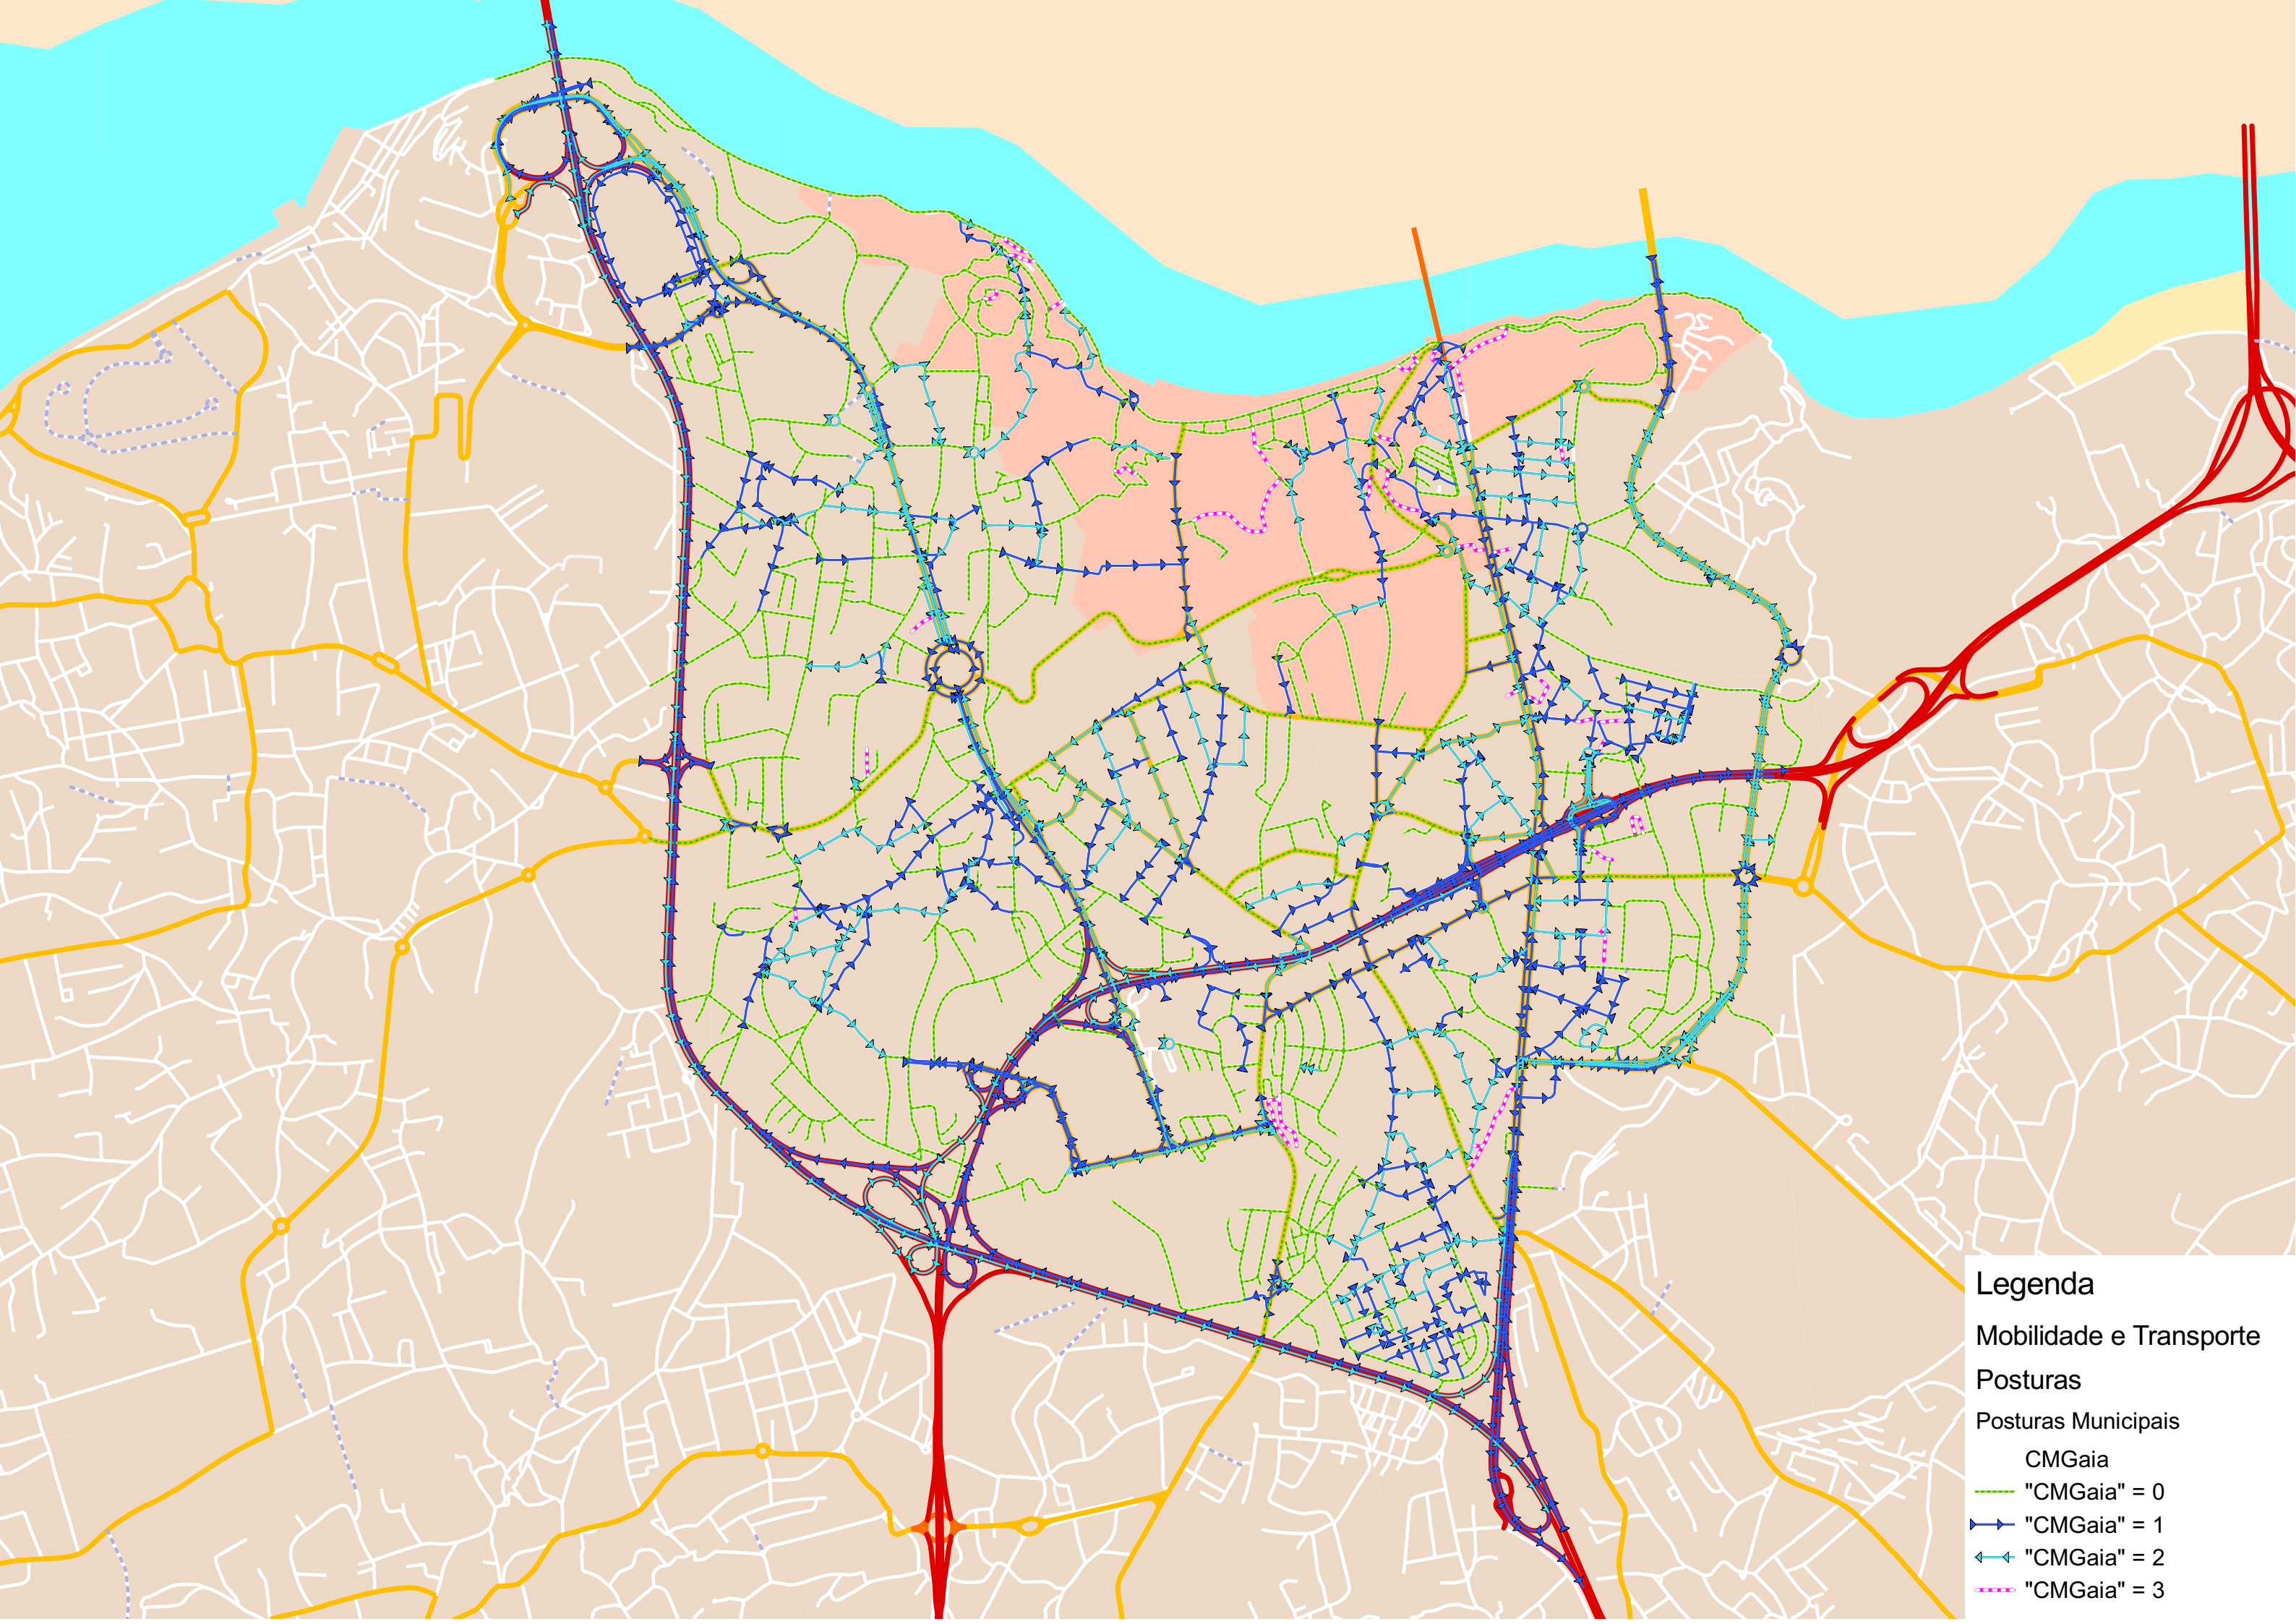 Legenda
Mobilidade e Transporte
Posturas
Posturas Municipais
CMGaia
"CMGaia" = 0
"CMGaia" = 1
"CMGaia" = 2
"CMGaia" = 3